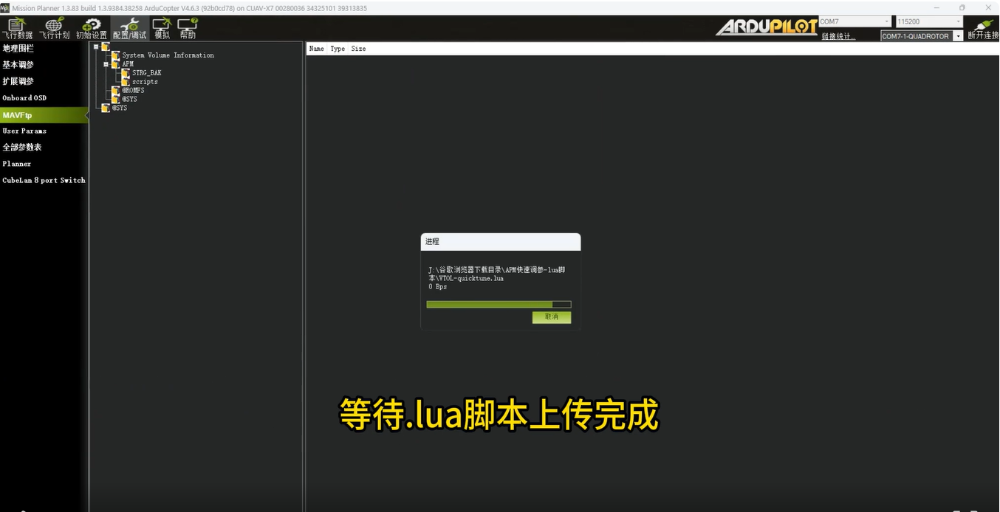 Mission Planner 1.3.83 build 1.3.9384.38258 ArduCopter V4.6.3 (92b0cd78) on CUAV-X7 00280036 34325101 39313835
飞行数据 飞行计划 初始设置 配置/调试 模拟 帮助
ARDUPILOT
COM7
115200
链接统计...
COM7-1-QUADROTOR
断开连接
地理围栏
基本调参
扩展调参
Onboard OSD
MAVFtp
User Params
全部参数表
Planner
CubeLan 8 port Switch
System Volume Information
APM
STRG_BAK
scripts
@ROMFS
@SYS
@SYS
Name Type Size
进程
J:\谷歌浏览器下载目录\APM快速调参-lua脚
本\VTOL-quicktune.lua
0 Bps
取消
等待.lua脚本上传完成